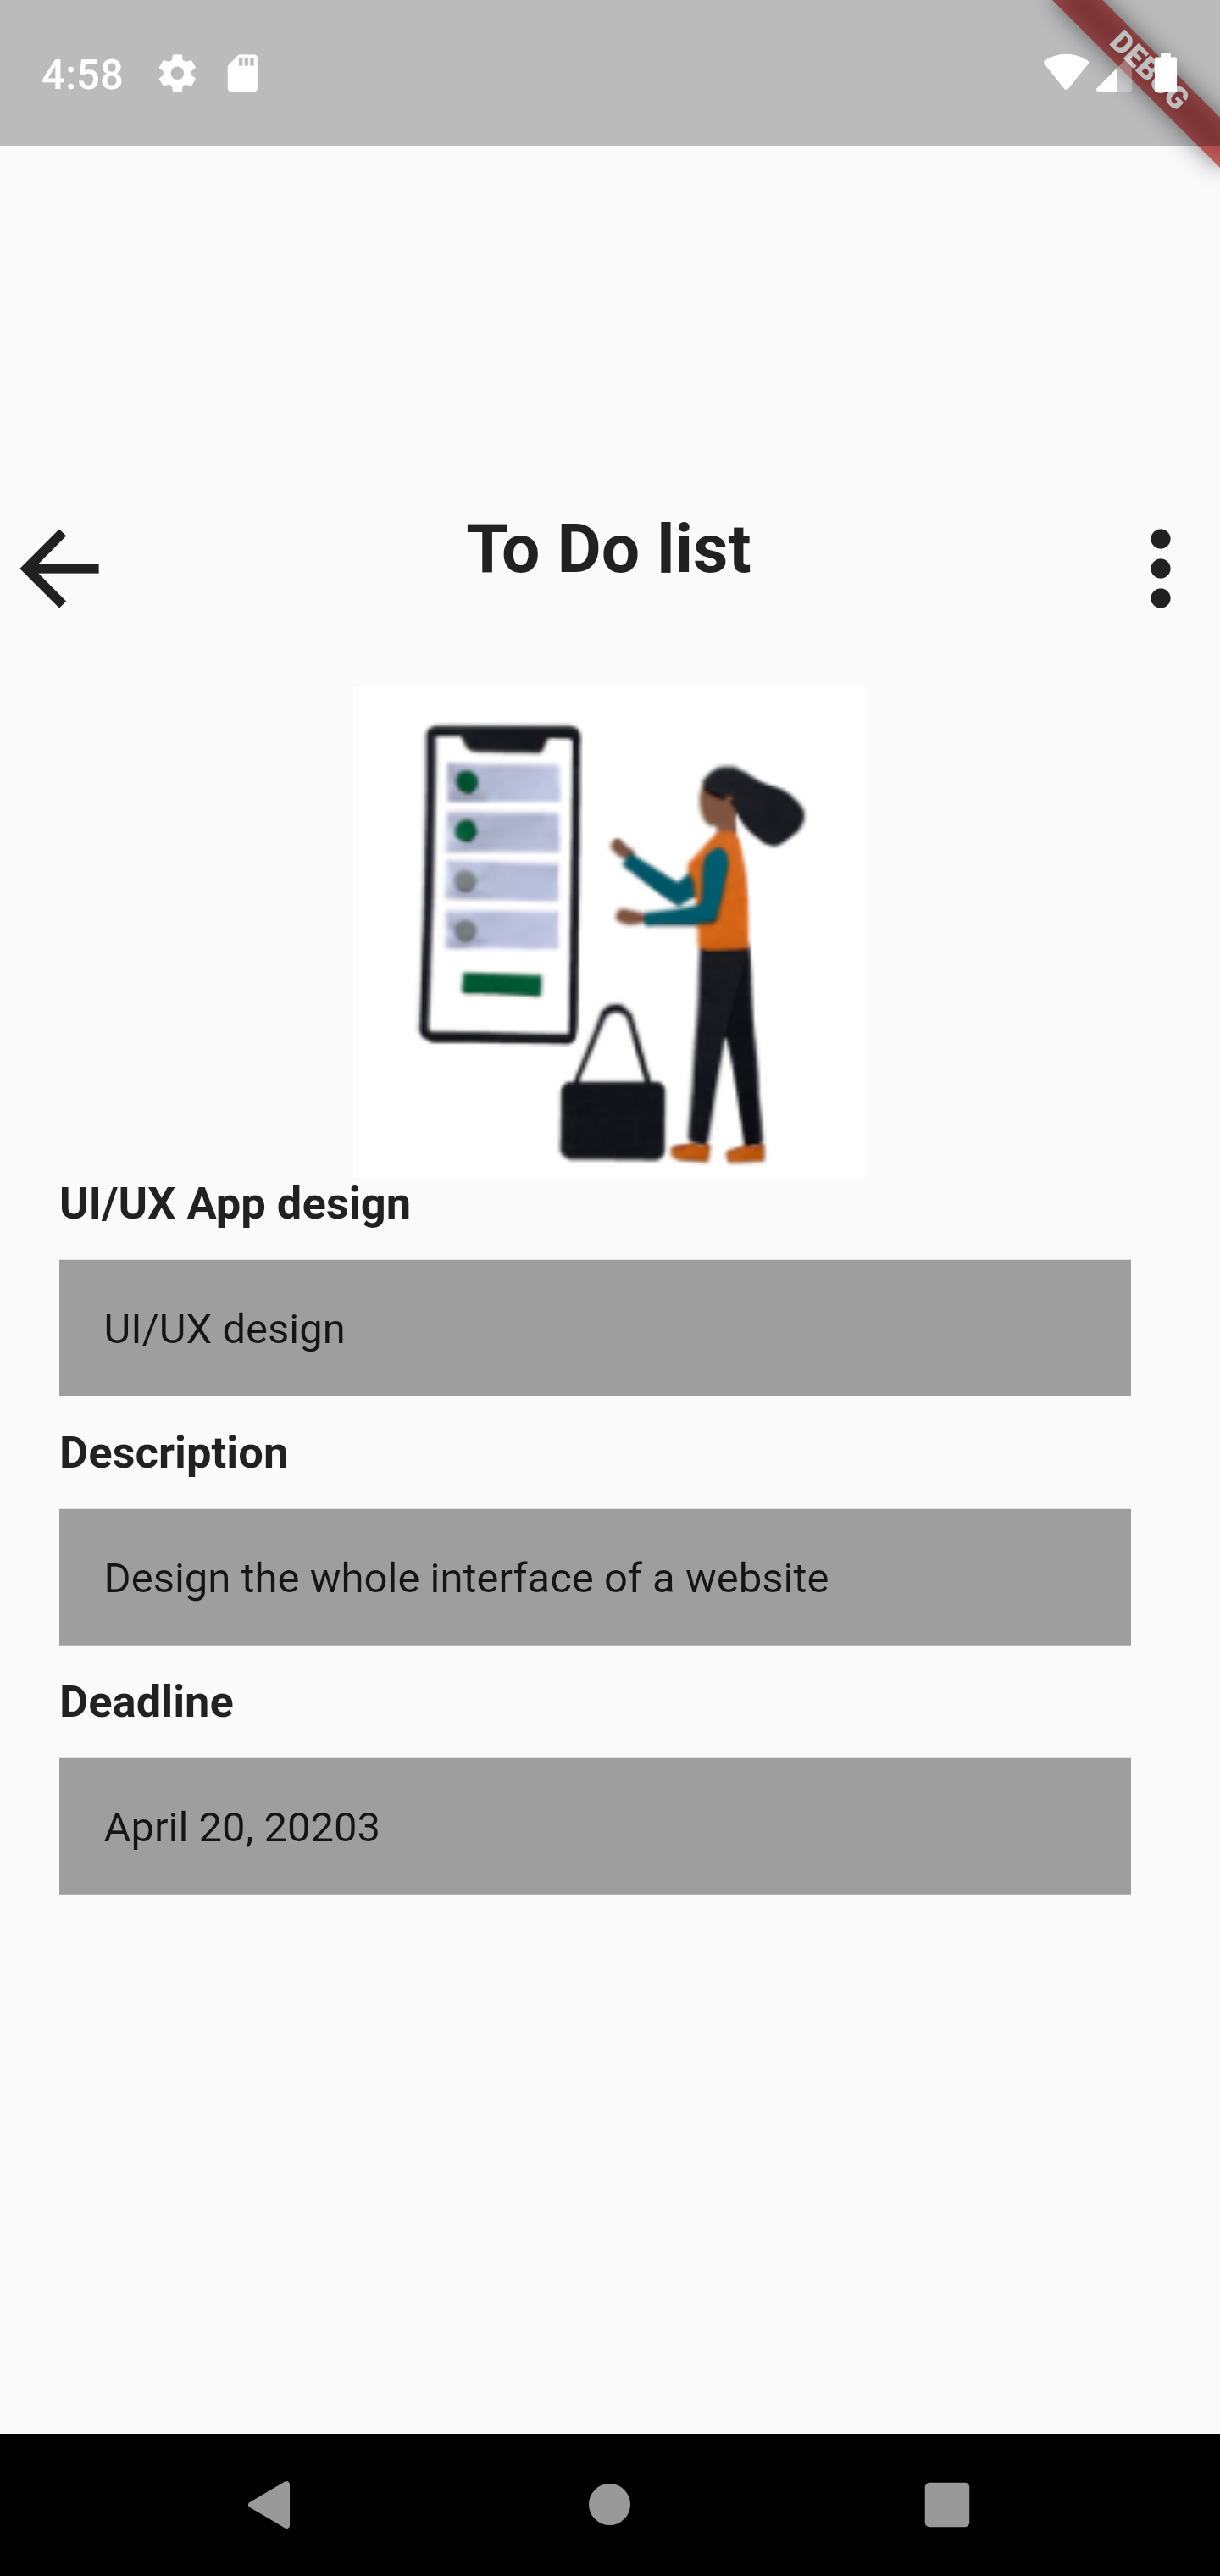 4:58
DEBUG
To Do list
UI/UX App design
UI/UX design
Description
Design the whole interface of a website
Deadline
April 20, 20203